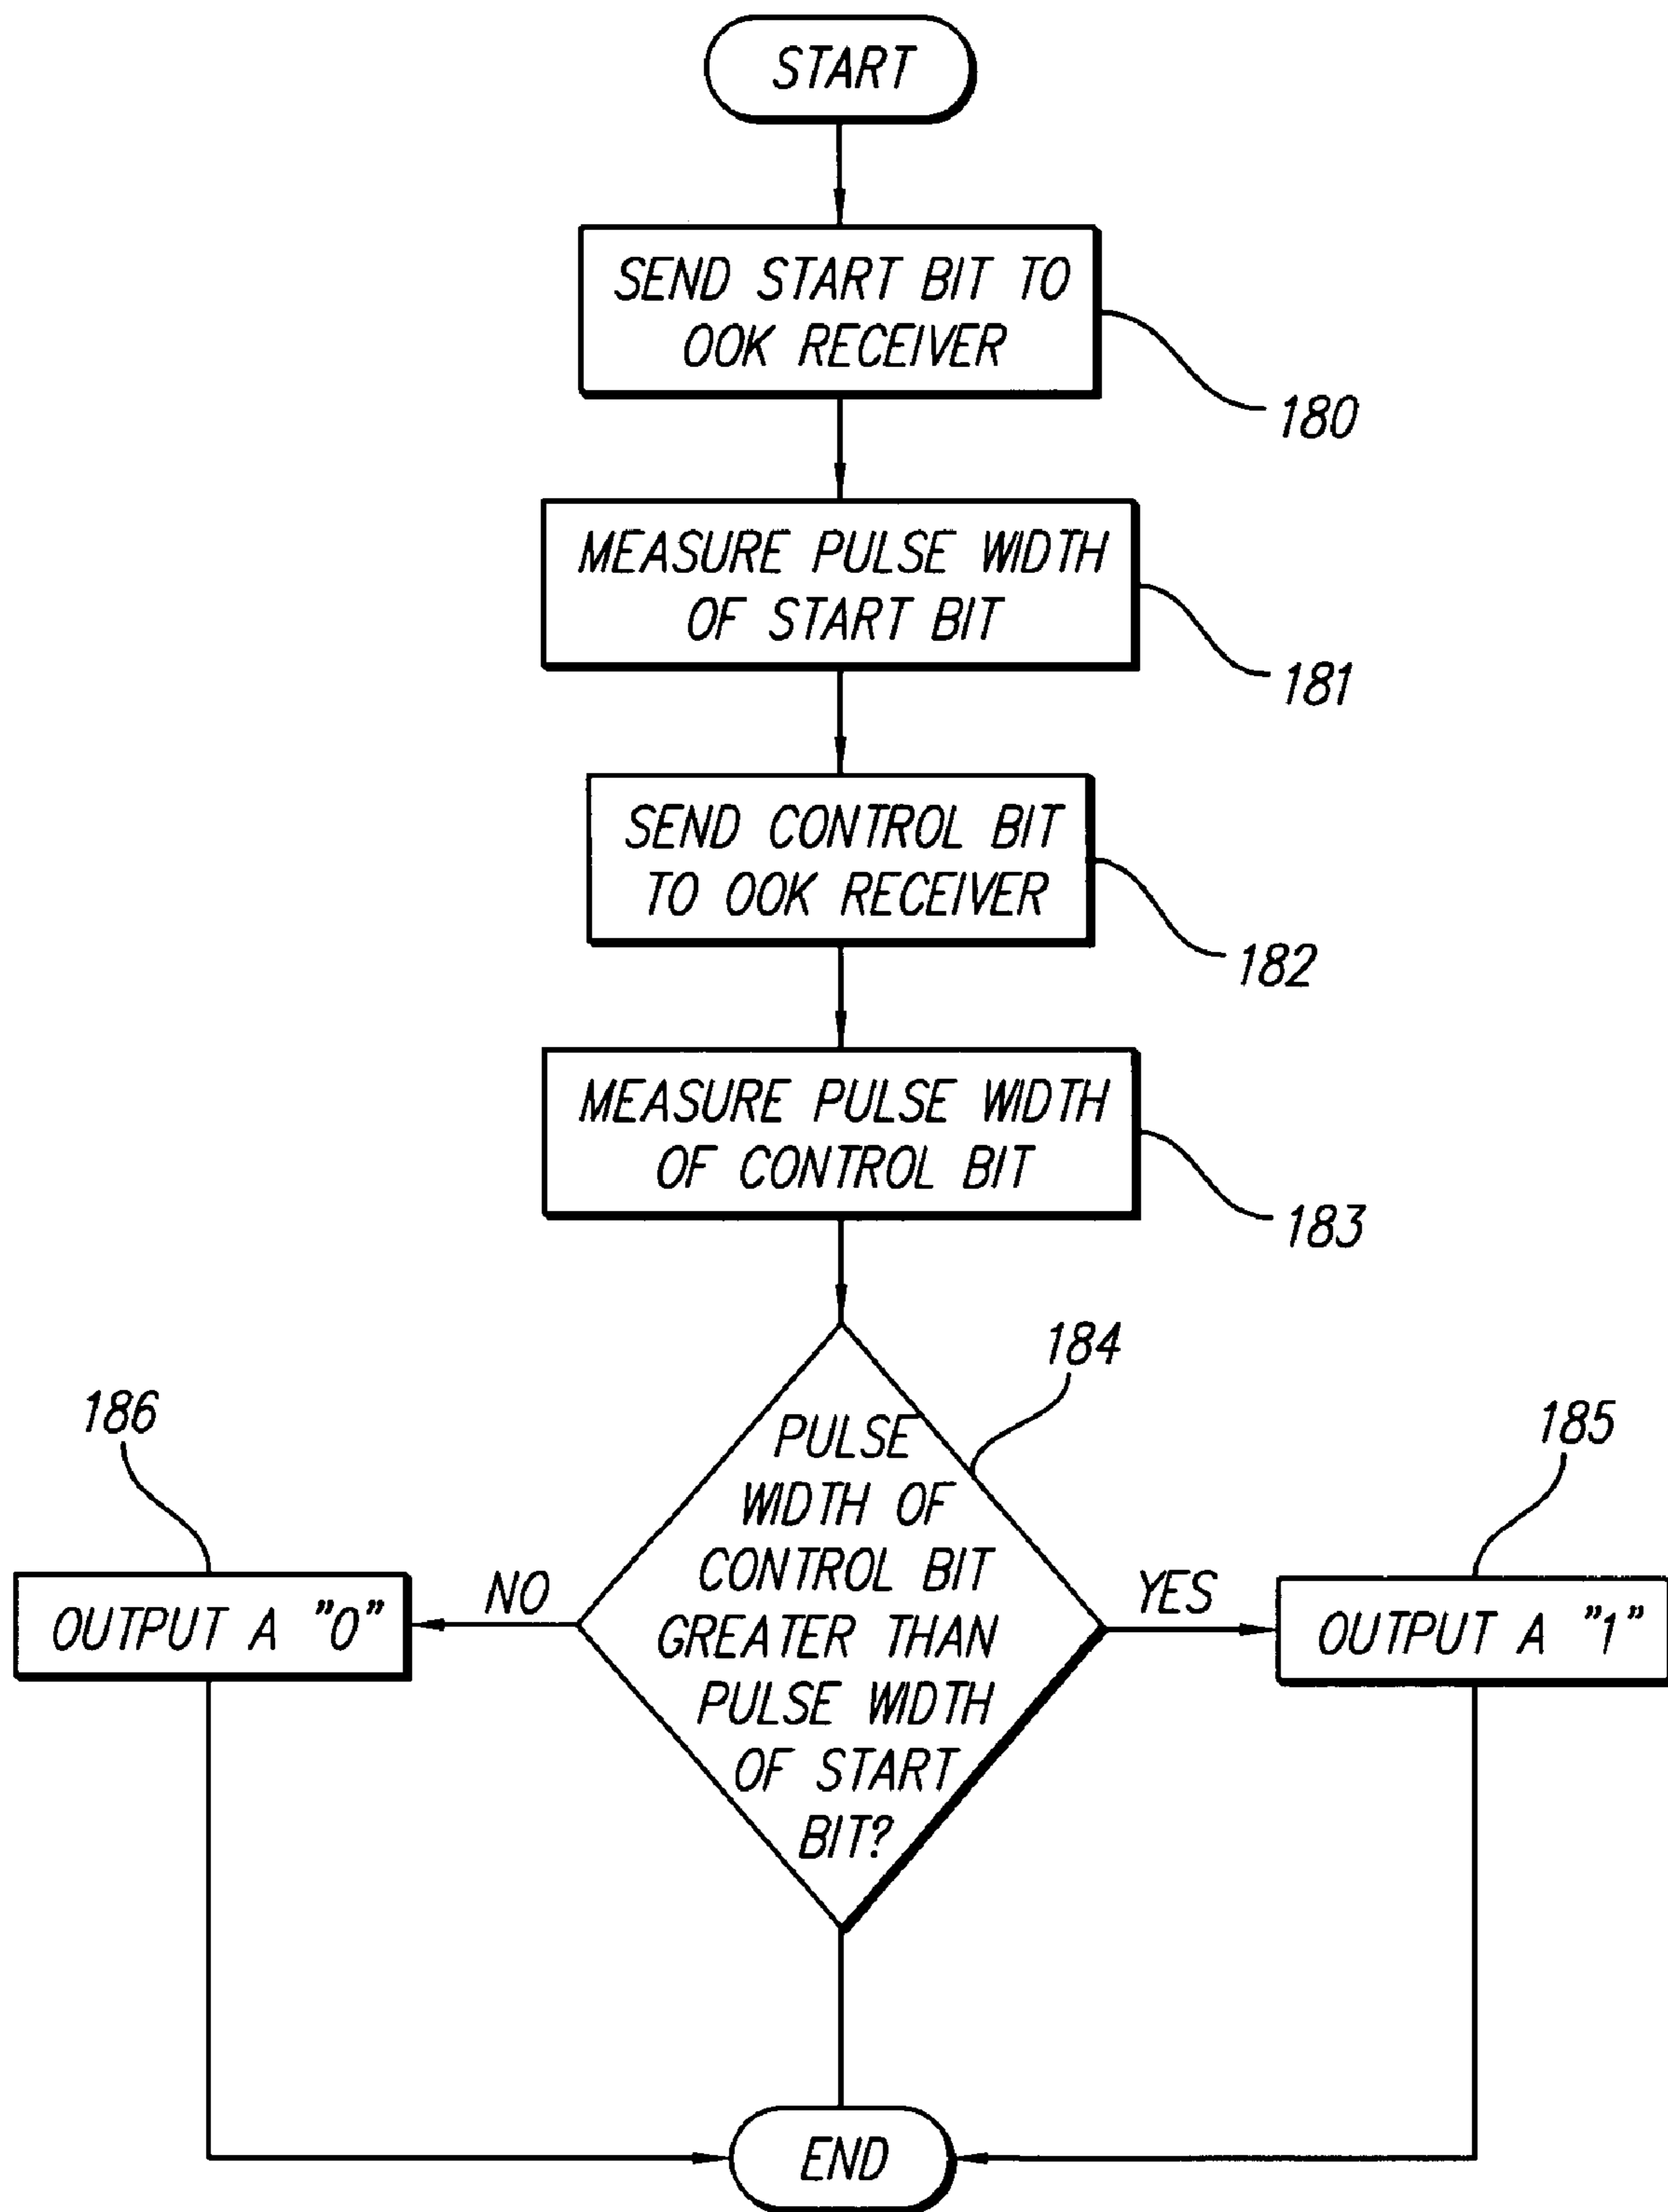 START
SEND START BIT TO
OOK RECEIVER
180
MEASURE PULSE WIDTH
OF START BIT
181
SEND CONTROL BIT
TO OOK RECEIVER
182
MEASURE PULSE WIDTH
OF CONTROL BIT
183
184
PULSE
WIDTH OF
CONTROL BIT
GREATER THAN
PULSE WIDTH
OF START
BIT?
NO
YES
186
OUTPUT A "0"
185
OUTPUT A "1"
END